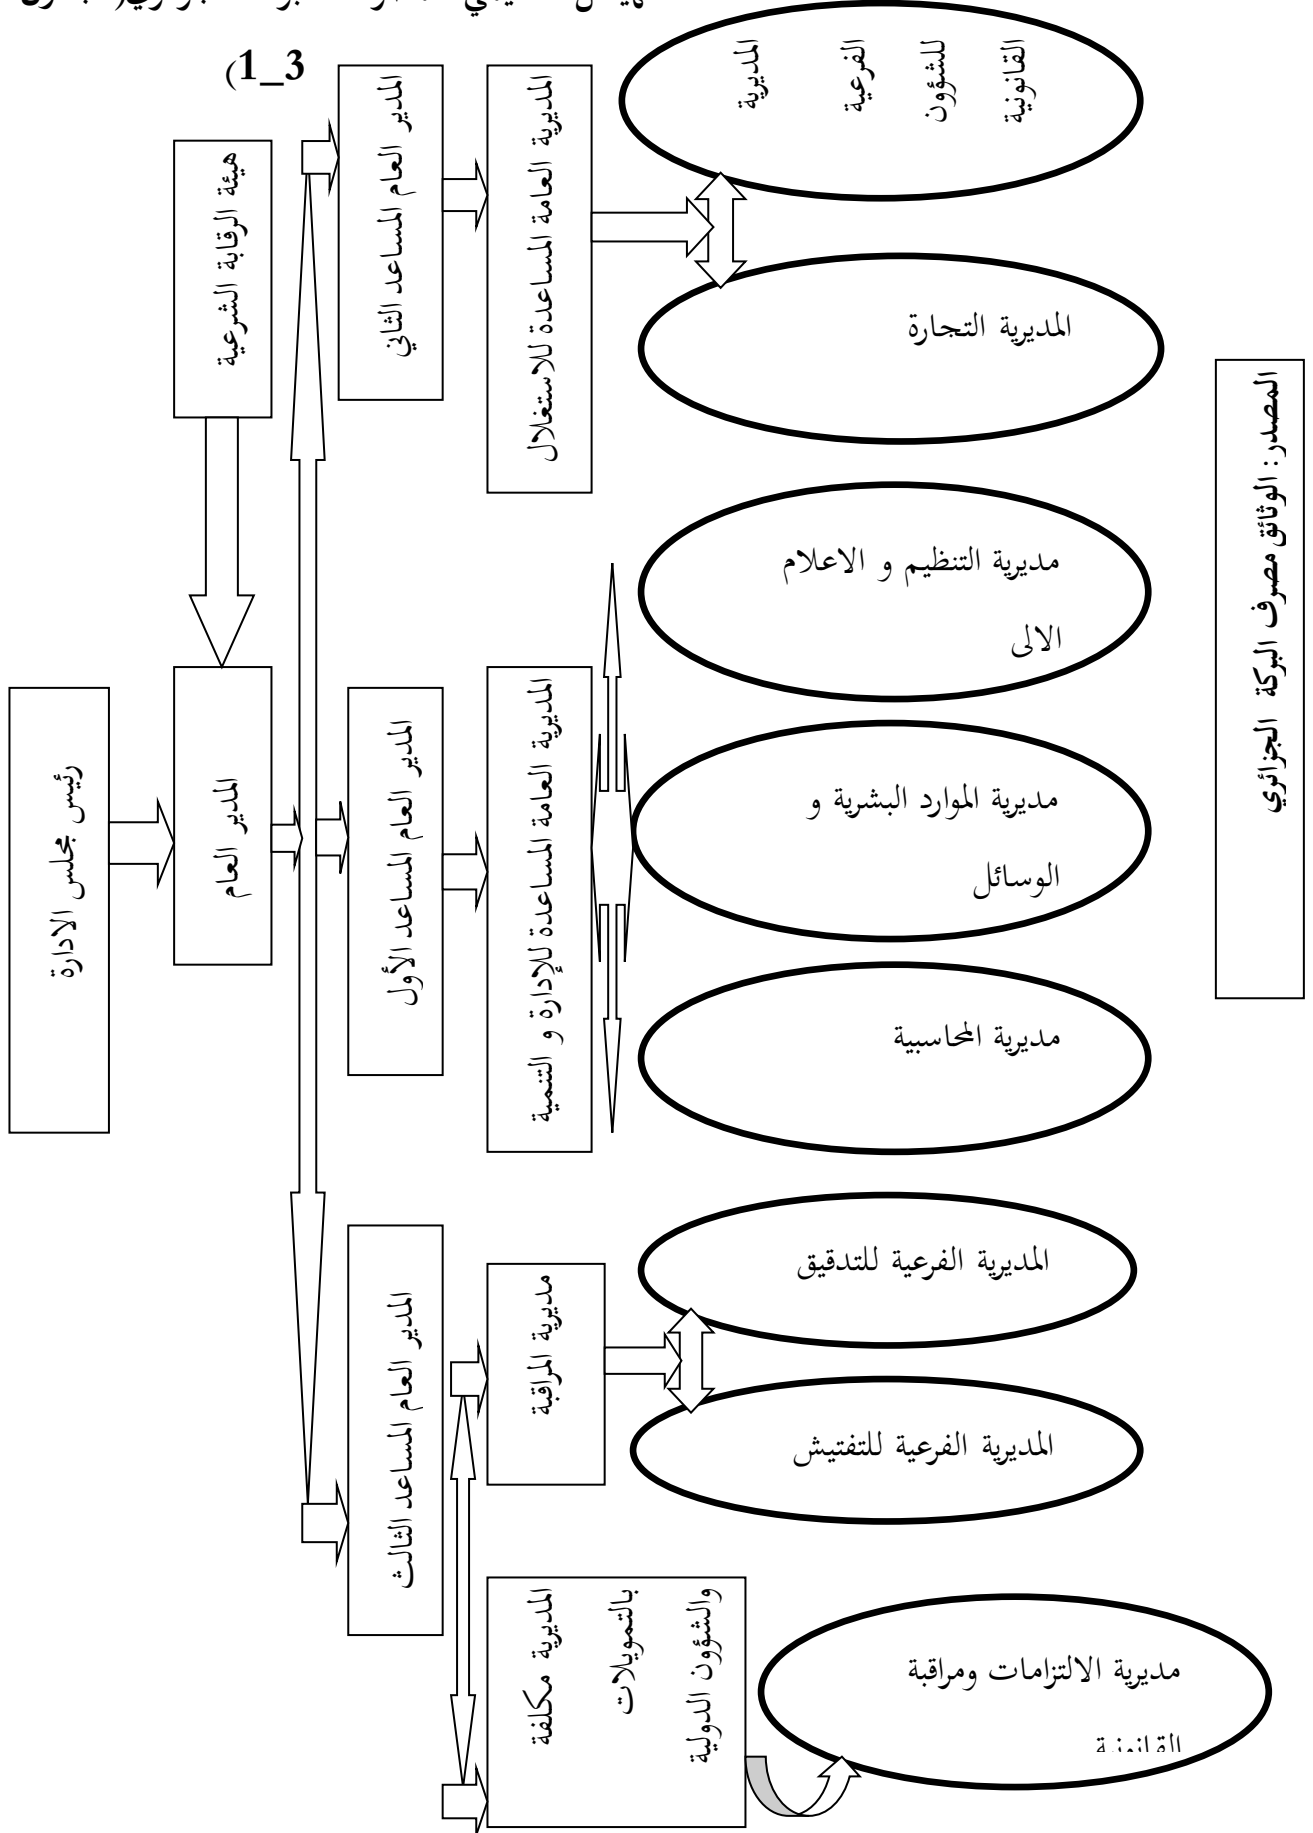 (1_3
رئيس مجلس الادارة
هيئة الرقابة الشرعية
المدير العام
المدير العام المساعد الثاني
المدير العام المساعد الأول
المدير العام المساعد الثالث
المديرية العامة المساعدة للاستغلال
المديرية العامة المساعدة للإدارة و التنمية
مديرية المراقبة
المديرية مكلفة
بالتمويلات
والشؤون الدولية
المديرية
الفرعية
للشؤون
القانونية
المديرية التجارة
مديرية التنظيم و الاعلام
الالى
مديرية الموارد البشرية و
الوسائل
مديرية المحاسبية
المديرية الفرعية للتدقيق
المديرية الفرعية للتفتيش
مديرية الالتزامات ومراقبة
القانونية
المصدر: الوثائق مصرف البركة الجزائري